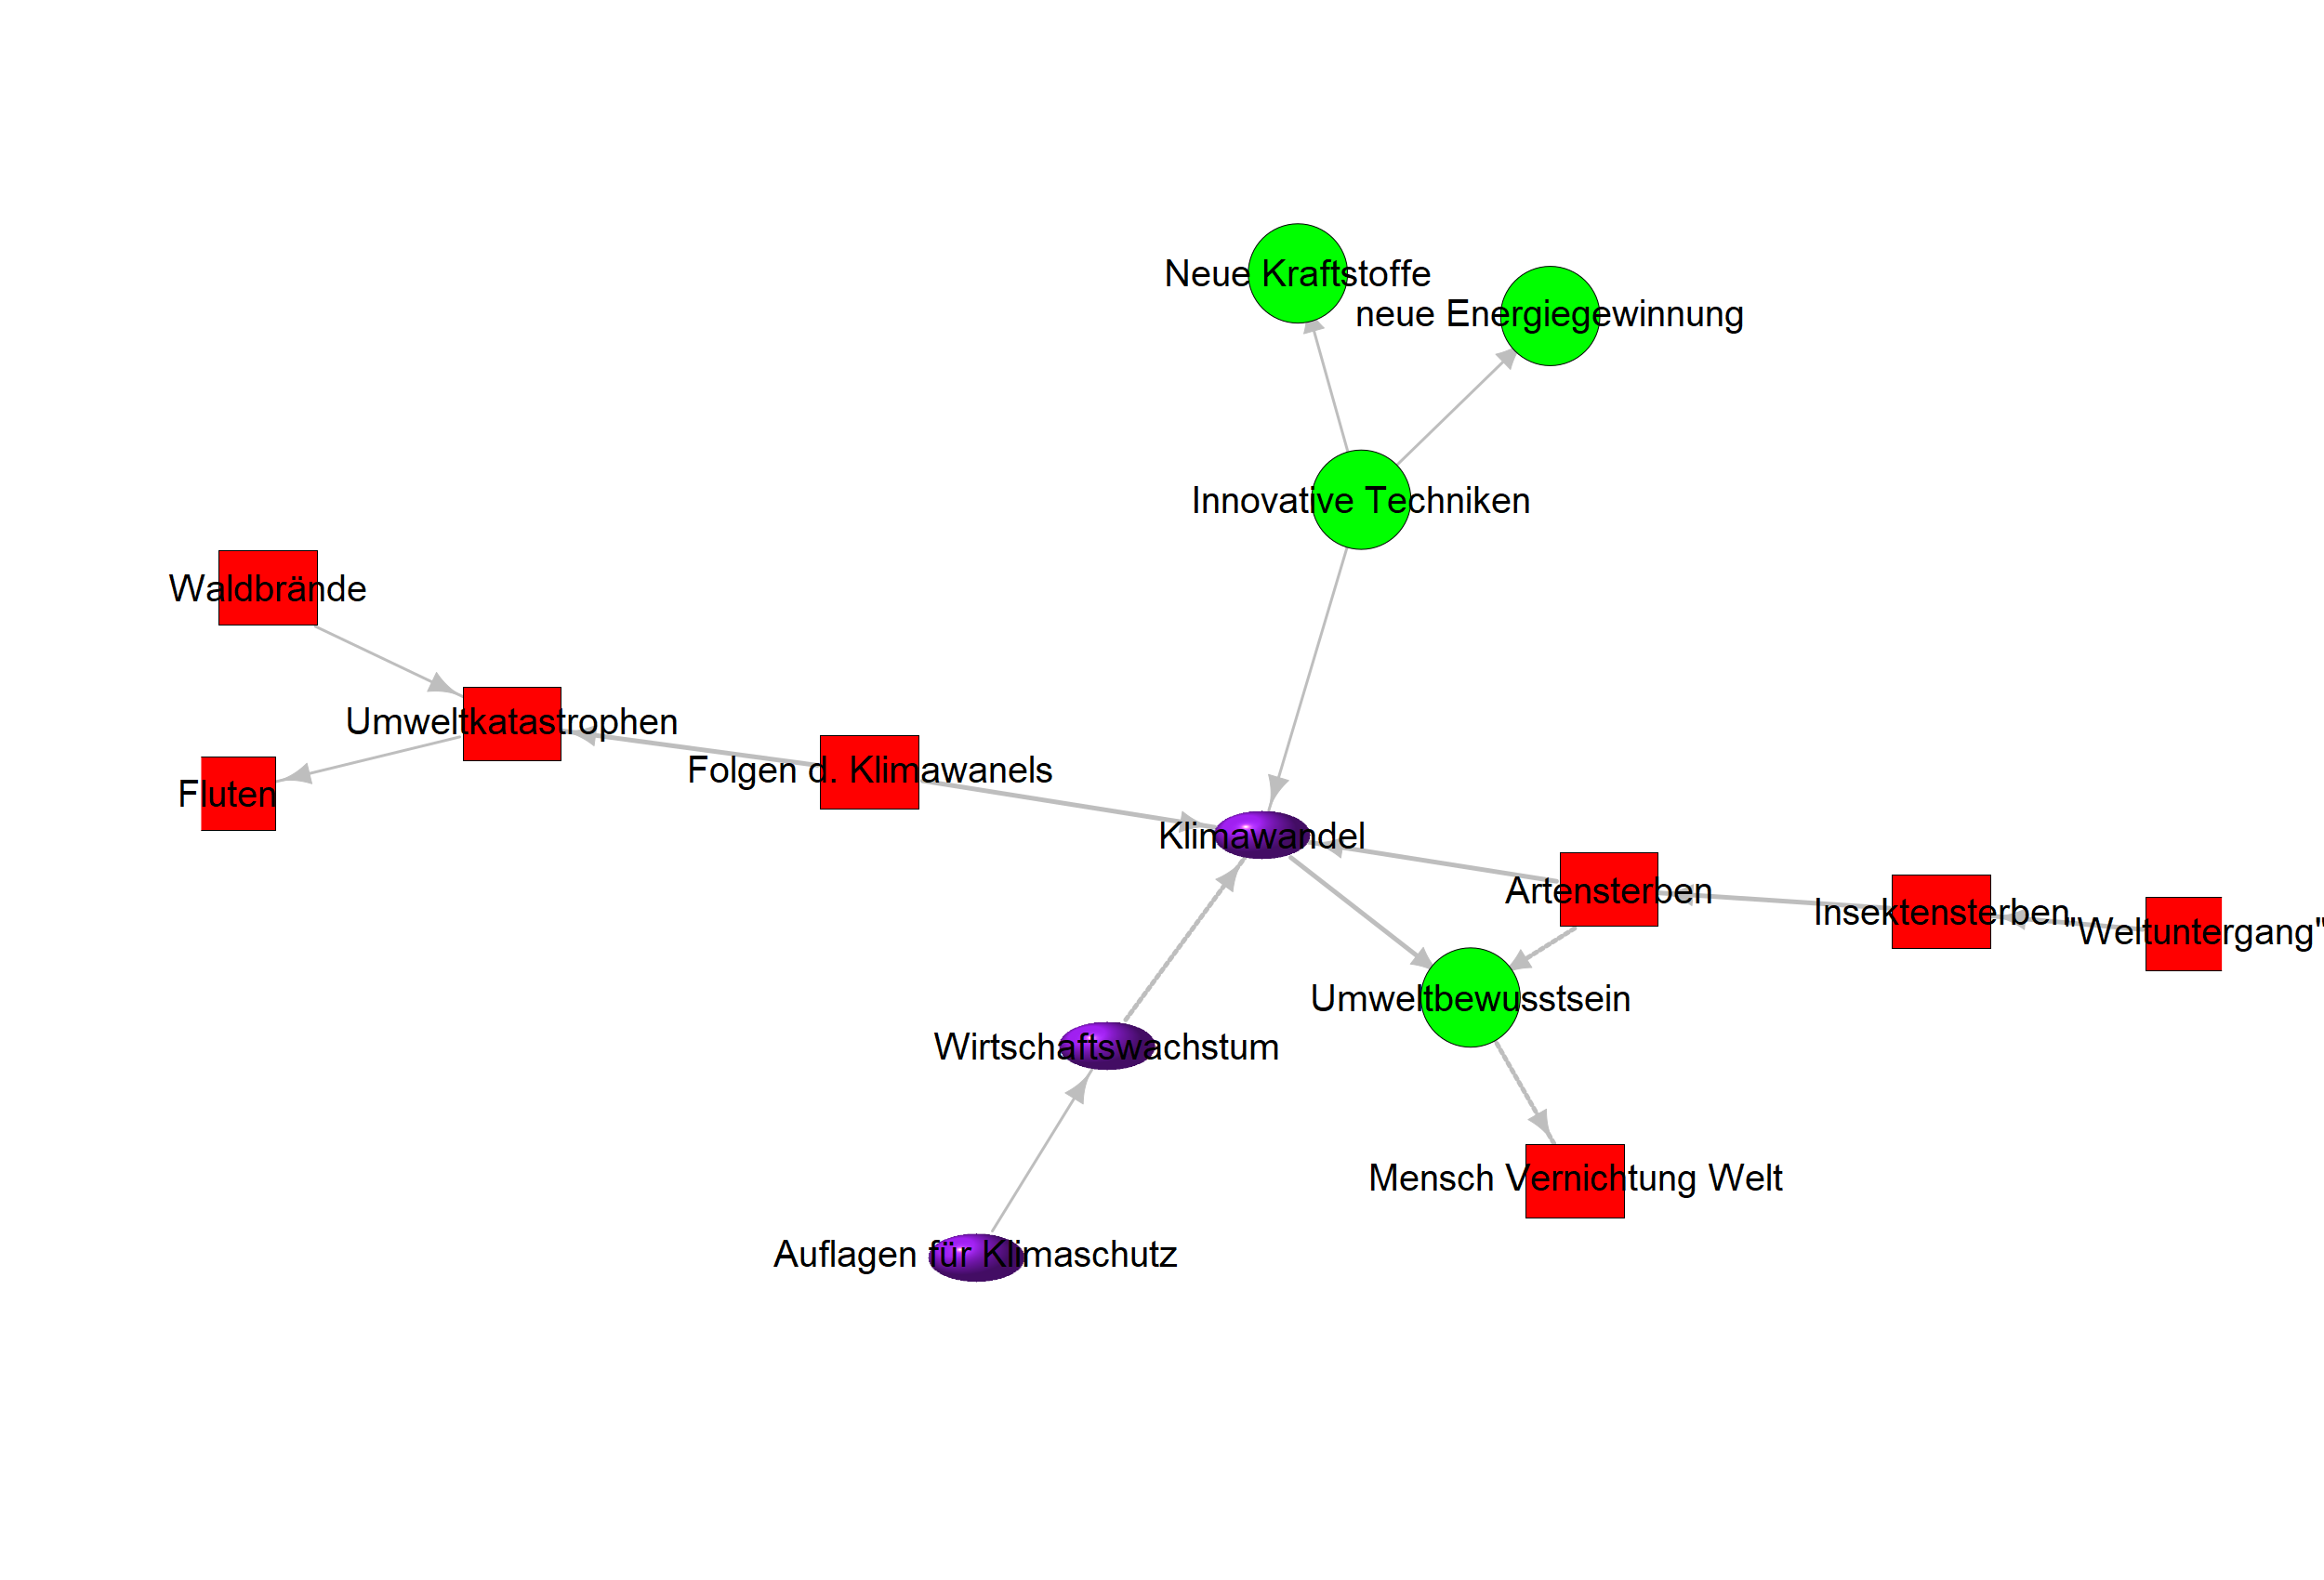 Neue Kraftstoffe
neue Energiegewinnung
Innovative Techniken
Waldbrände
Umweltkatastrophen
Folgen d. Klimawanels
Fluten
Klimawandel
Artensterben
Insektensterben
"Weltuntergang"
Umweltbewusstsein
Wirtschaftswachstum
Mensch Vernichtung Welt
Auflagen für Klimaschutz